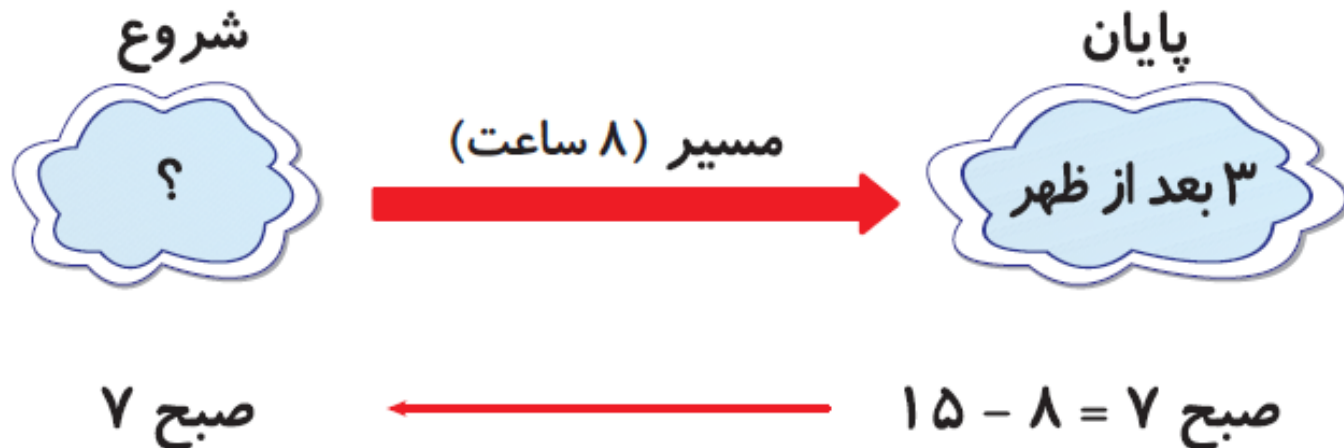 شروع
پایان
؟
مسیر (۸ ساعت)
۳ بعد از ظهر
صبح ۷
۱۵ – ۸ = ۷ صبح